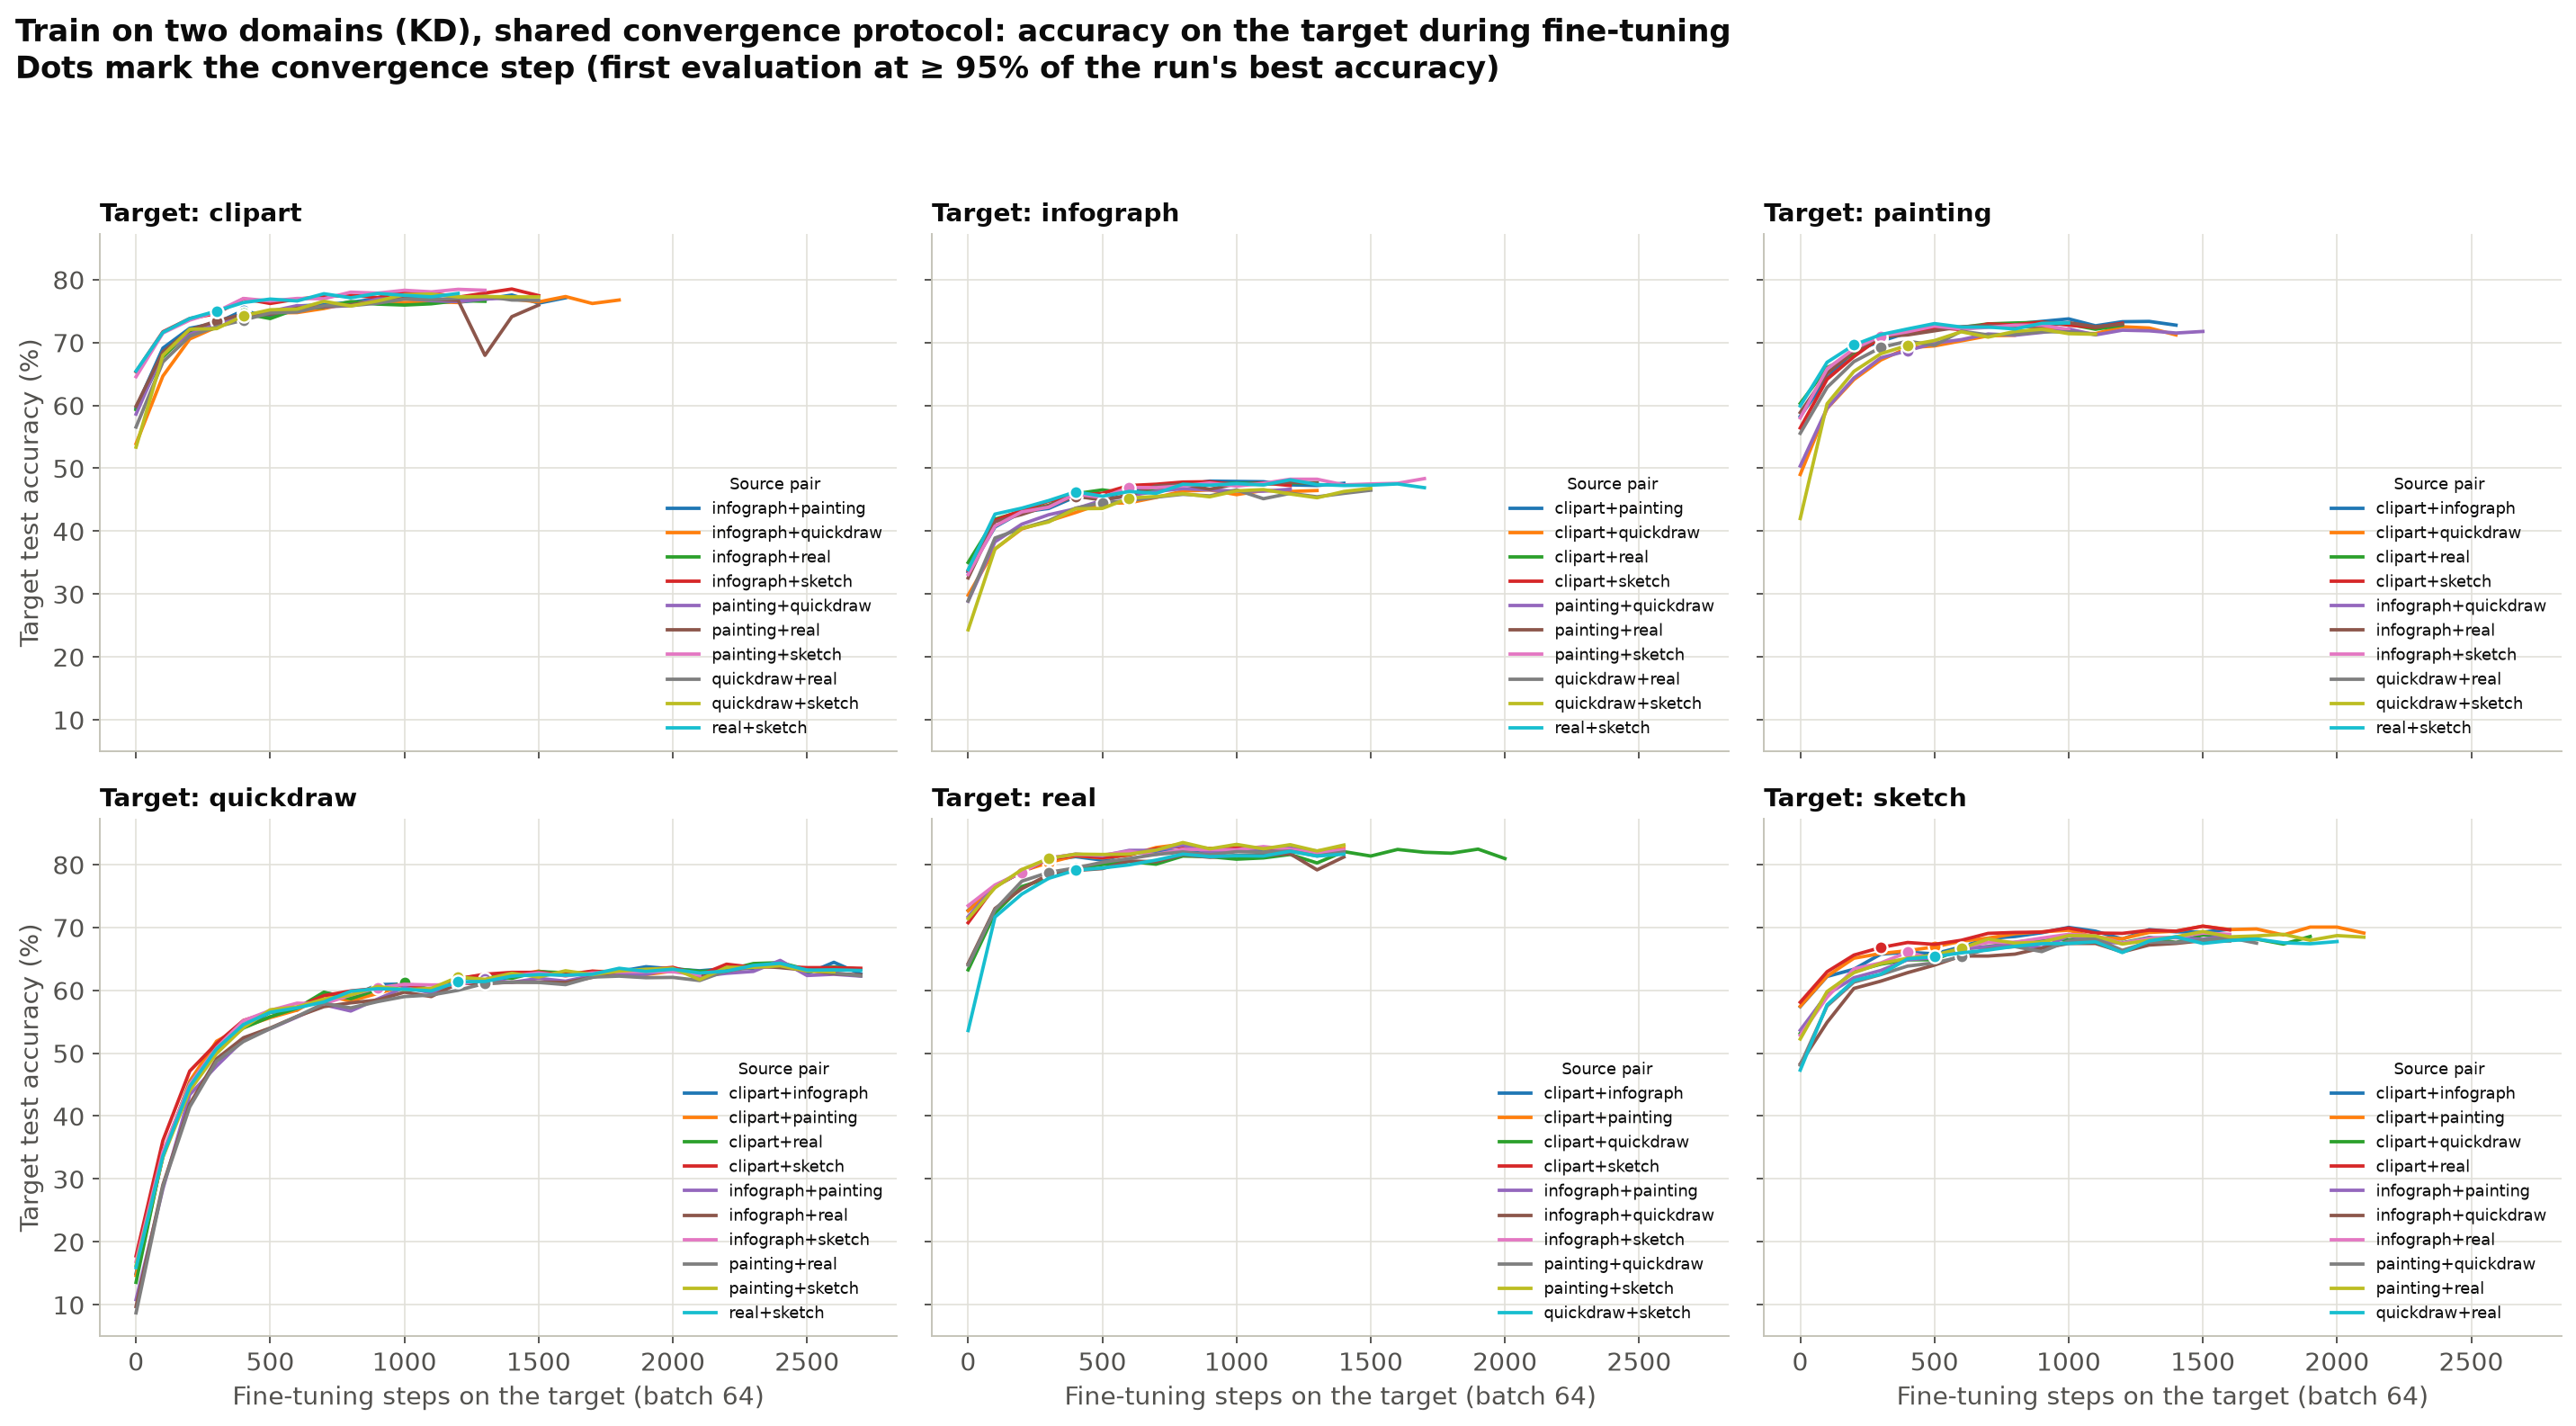 Train on two domains (KD), shared convergence protocol: accuracy on the target during fine-tuning
Dots mark the convergence step (first evaluation at ≥ 95% of the run's best accuracy)
Target: clipart
Target test accuracy (%)
80
70
60
50
40
30
20
10
Source pair
infograph+painting
infograph+quickdraw
infograph+real
infograph+sketch
painting+quickdraw
painting+real
painting+sketch
quickdraw+real
quickdraw+sketch
real+sketch
Target: infograph
Source pair
clipart+painting
clipart+quickdraw
clipart+real
clipart+sketch
painting+quickdraw
painting+real
painting+sketch
quickdraw+real
quickdraw+sketch
real+sketch
Target: painting
Source pair
clipart+infograph
clipart+quickdraw
clipart+real
clipart+sketch
infograph+quickdraw
infograph+real
infograph+sketch
quickdraw+real
quickdraw+sketch
real+sketch
Target: quickdraw
Target test accuracy (%)
80
70
60
50
40
30
20
10
Source pair
clipart+infograph
clipart+painting
clipart+real
clipart+sketch
infograph+painting
infograph+real
infograph+sketch
painting+real
painting+sketch
real+sketch
0 500 1000 1500 2000 2500
Fine-tuning steps on the target (batch 64)
Target: real
Source pair
clipart+infograph
clipart+painting
clipart+quickdraw
clipart+sketch
infograph+painting
infograph+quickdraw
infograph+sketch
painting+quickdraw
painting+sketch
quickdraw+sketch
0 500 1000 1500 2000 2500
Fine-tuning steps on the target (batch 64)
Target: sketch
Source pair
clipart+infograph
clipart+painting
clipart+quickdraw
clipart+real
infograph+painting
infograph+quickdraw
infograph+real
painting+quickdraw
painting+real
quickdraw+real
0 500 1000 1500 2000 2500
Fine-tuning steps on the target (batch 64)